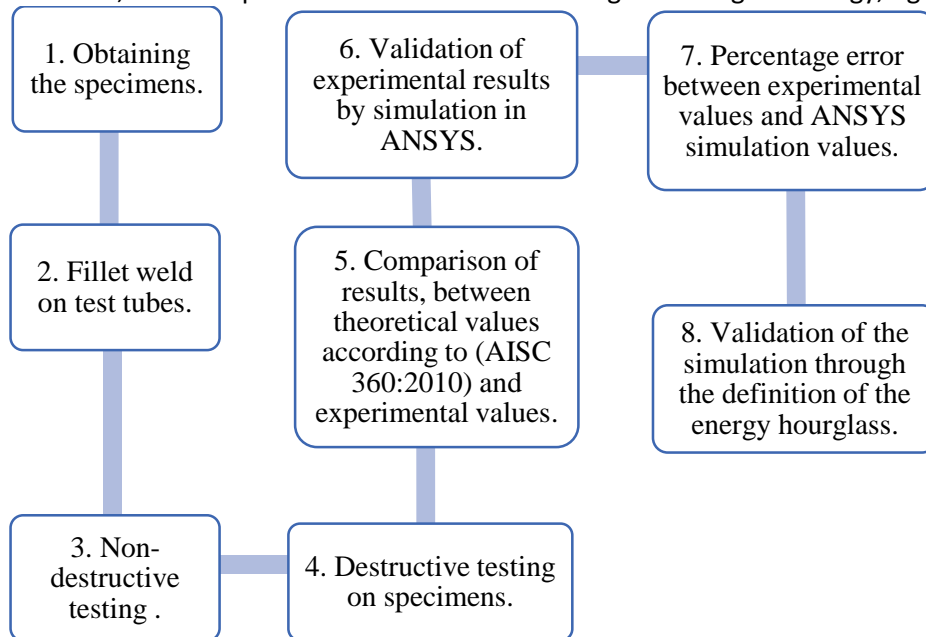 1. Obtaining
the specimens.
2. Fillet weld
on test tubes.
3. Non-
destructive
testing .
4. Destructive testing
on specimens.
5. Comparison of
results, between
theoretical values
according to (AISC
360:2010) and
experimental values.
6. Validation of
experimental results
by simulation in
ANSYS.
7. Percentage error
between experimental
values and ANSYS
simulation values.
8. Validation of the
simulation through
the definition of the
energy hourglass.